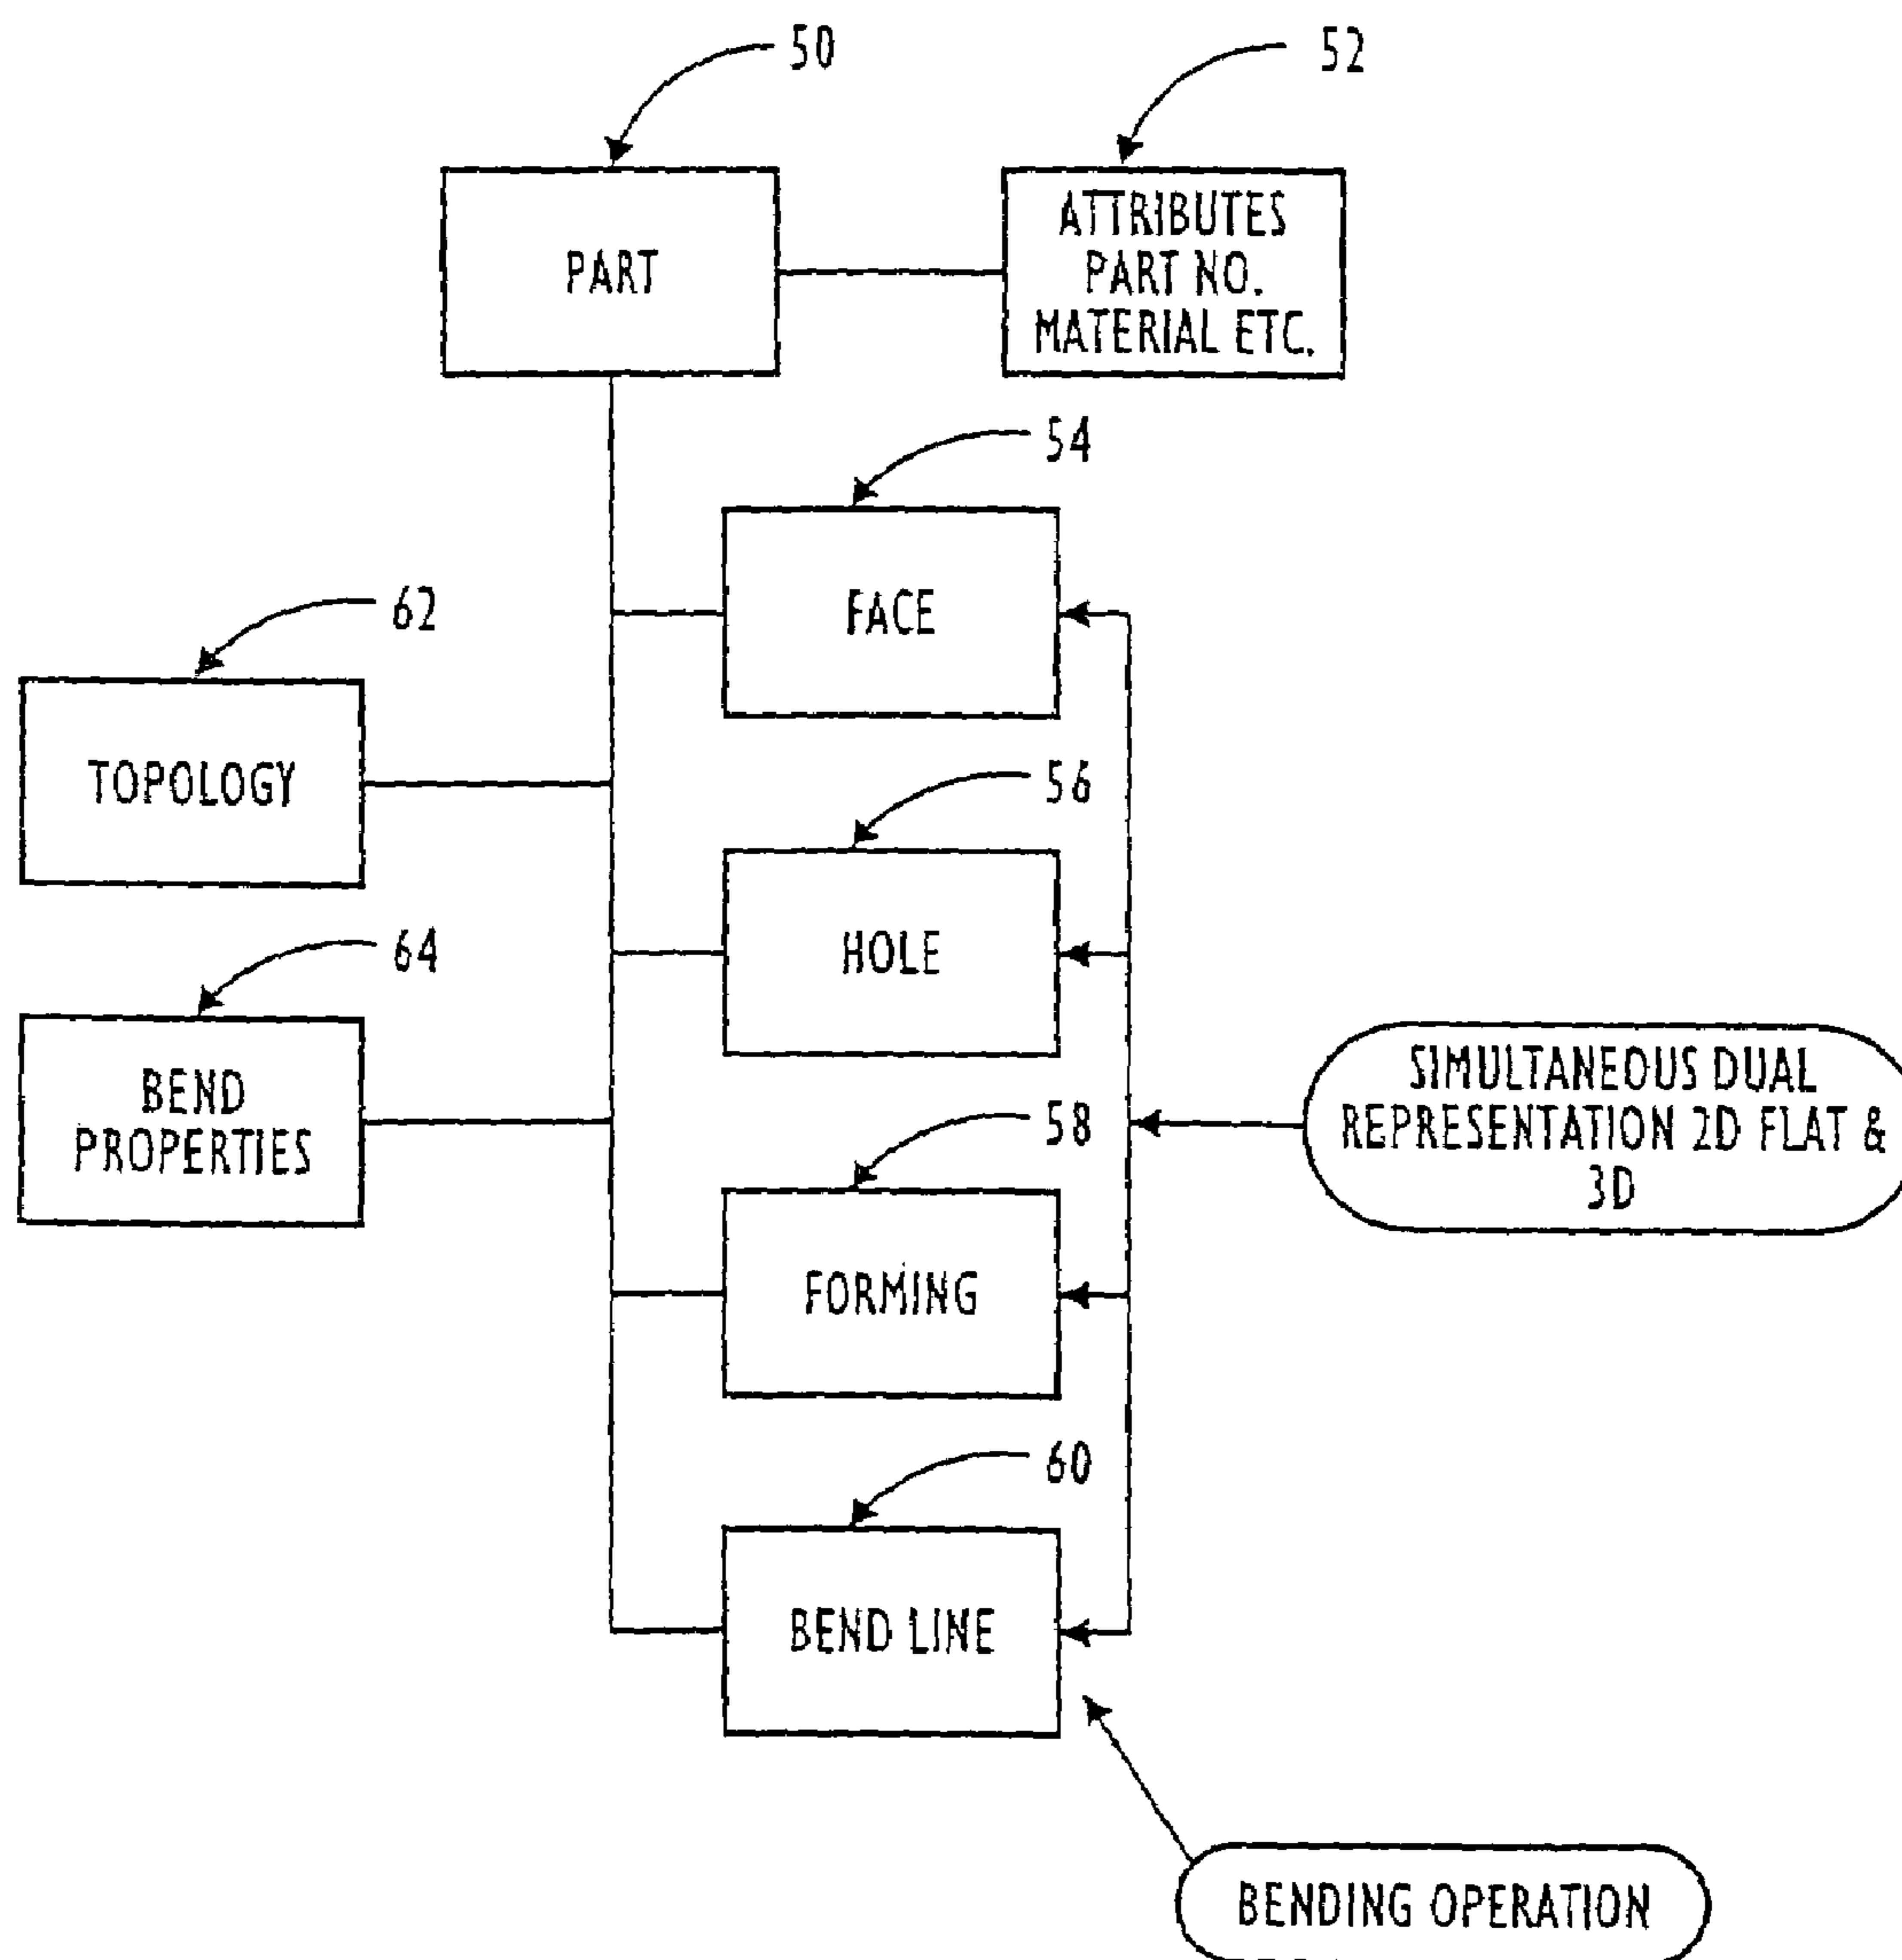 50
52
PART
ATTRIBUTES
PART NO.
MATERIAL ETC.
54
FACE
62
TOPOLOGY
56
HOLE
64
BEND
PROPERTIES
58
SIMULTANEOUS DUAL
REPRESENTATION 2D FLAT &
3D
FORMING
60
BEND LINE
BENDING OPERATION